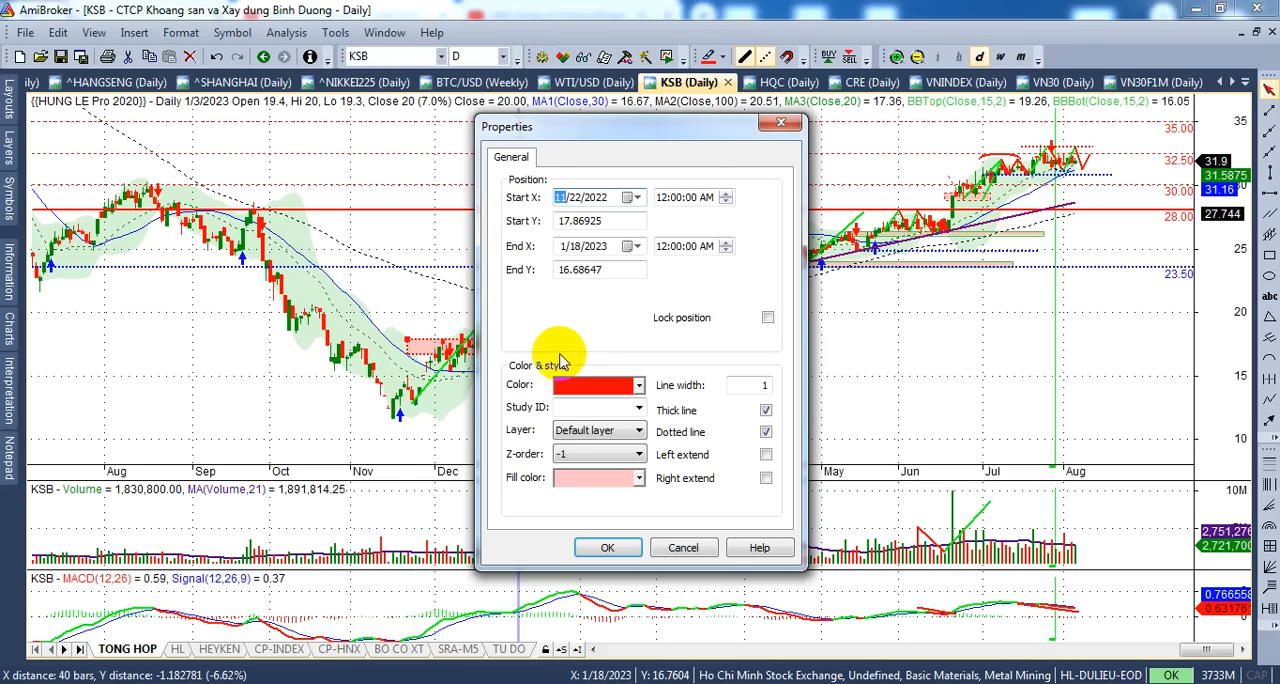 AmiBroker - [KSB - CTCP Khoang san va Xay dung Binh Duong - Daily]
File Edit View Insert Format Symbol Analysis Tools Window Help
KSB D BUY SELL i h d w m
ily) ^HANGSENG (Daily) ^SHANGHAI (Daily) ^NIKKEI225 (Daily) BTC/USD (Weekly) WTI/USD (Daily) KSB (Daily) HQC (Daily) CRE (Daily) VNINDEX (Daily) VN30 (Daily) VN30F1M (Daily)
{{HUNG LE Pro 2020}} - Daily 1/3/2023 Open 19.4, Hi 20, Lo 19.3, Close 20 (7.0%) Close = 20.00, MA1(Close,30) = 16.67, MA2(Close,100) = 20.51, MA3(Close,20) = 17.36, BBTop(Close,15,2) = 19.26, BBBot(Close,15,2) = 16.05
Layouts
Layers
Symbols
Information
Charts
Interpretation
Notepad
abc
Properties
General
Position:
Start X: 11/22/2022 12:00:00 AM
Start Y: 17.86925
End X: 1/18/2023 12:00:00 AM
End Y: 16.68647
Lock position
Color & style
Color: Line width: 1
Study ID: Thick line
Layer: Default layer Dotted line
Z-order: -1 Left extend
Fill color: Right extend
OK Cancel Help
35.00 35
32.50 31.9
31.5875
30.00 31.16
28.00 27.744
25
23.50
20
15
10
Aug Sep Oct Nov Dec May Jun Jul Aug
KSB - Volume = 1,830,800.00, MA(Volume,21) = 1,891,814.25
10M
2,751,276
2,721,700
KSB - MACD(12,26) = 0.59, Signal(12,26,9) = 0.37
0.766558
0.63176
TONG HOP HL HEYKEN CP-INDEX CP-HNX BO CO XT SRA-M5 TU DO
X distance: 40 bars, Y distance: -1.182781 (-6.62%) X: 1/18/2023 Y: 16.7604 Ho Chi Minh Stock Exchange, Undefined, Basic Materials, Metal Mining HL-DULIEU-EOD OK 3733M CAP